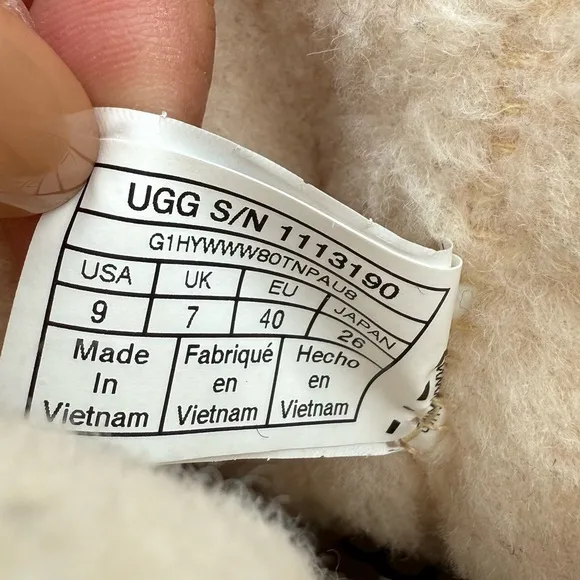 UGG S/N 1113190
G1HYWWW80TNPAU8
USA UK EU JAPAN
9 7 40 26
Made Fabriqué Hecho
In en en
Vietnam Vietnam Vietnam